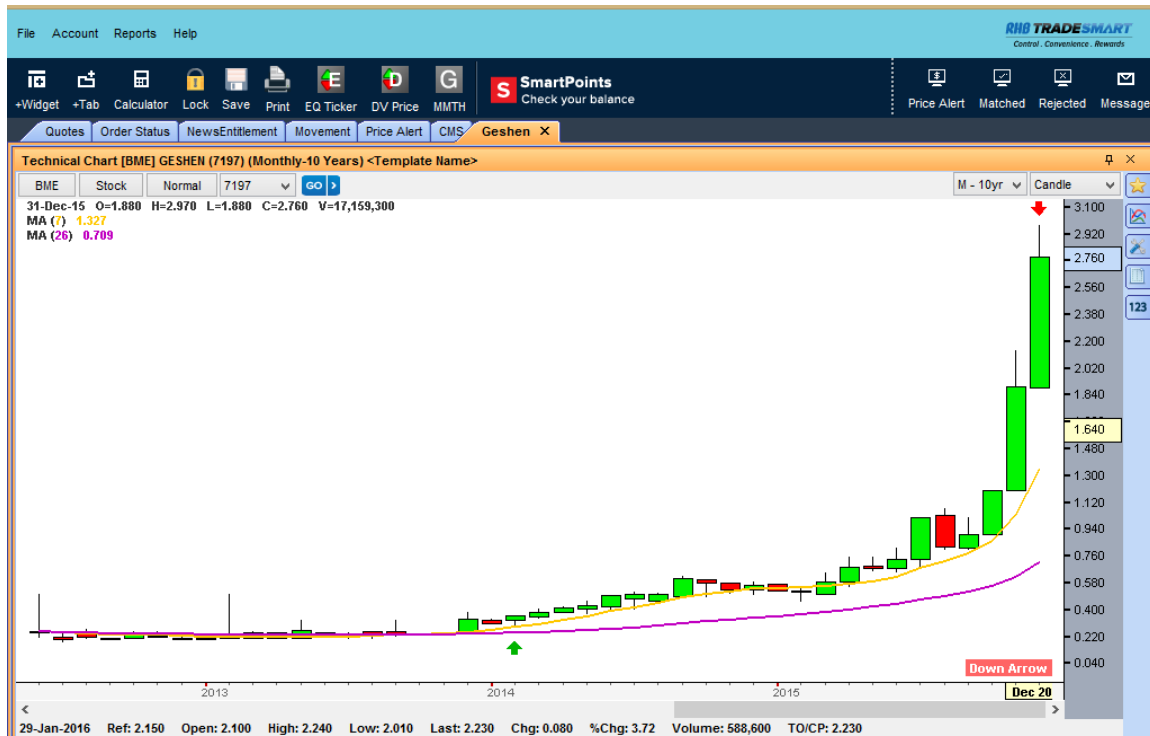 File Account Reports Help
RHB TRADESMART
Control . Convenience . Rewards
+Widget +Tab Calculator Lock Save Print EQ Ticker DV Price MMTH
E D G
S SmartPoints
Check your balance
Price Alert Matched Rejected Message
Quotes Order Status NewsEntitlement Movement Price Alert CMS Geshen X
Technical Chart [BME] GESHEN (7197) (Monthly-10 Years) <Template Name>
BME Stock Normal 7197 GO M - 10yr Candle
31-Dec-15 O=1.880 H=2.970 L=1.880 C=2.760 V=17,159,300
MA (7) 1.327
MA (26) 0.709
3.100
2.920
2.760
2.560
2.380
2.200
2.020
1.840
1.640
1.480
1.300
1.120
0.940
0.760
0.580
0.400
0.220
0.040
123
Down Arrow
2013 2014 2015 Dec 20
29-Jan-2016 Ref: 2.150 Open: 2.100 High: 2.240 Low: 2.010 Last: 2.230 Chg: 0.080 %Chg: 3.72 Volume: 588,600 TO/CP: 2.230